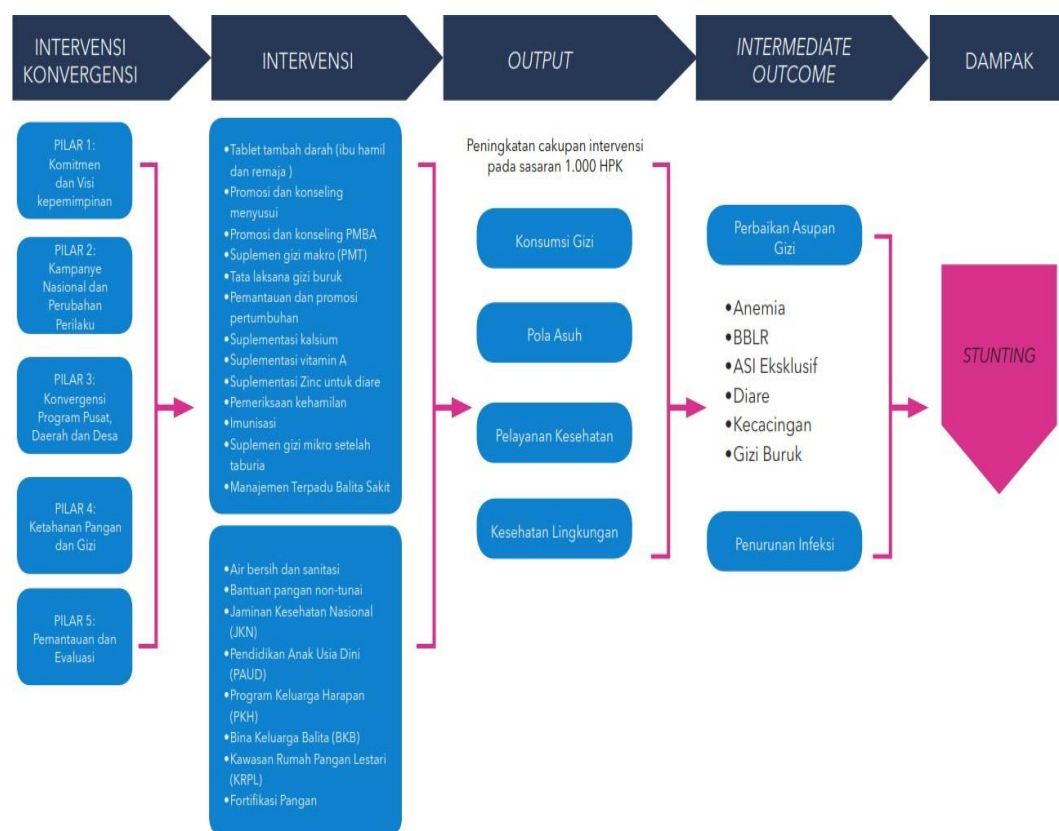 INTERVENSI
KONVERGENSI
INTERVENSI
OUTPUT
INTERMEDIATE
OUTCOME
DAMPAK
PILAR 1:
Komitmen
dan Visi
kepemimpinan
PILAR 2:
Kampanye
Nasional dan
Perubahan
Perilaku
PILAR 3:
Konvergensi
Program Pusat,
Daerah dan Desa
PILAR 4:
Ketahanan Pangan
dan Gizi
PILAR 5:
Pemantauan dan
Evaluasi
•Tablet tambah darah (ibu hamil
dan remaja )
•Promosi dan konseling
menyusui
•Promosi dan konseling PMBA
•Suplemen gizi makro (PMT)
•Tata laksana gizi buruk
•Pemantauan dan promosi
pertumbuhan
•Suplementasi kalsium
•Suplementasi vitamin A
•Suplementasi Zinc untuk diare
•Pemeriksaan kehamilan
•Imunisasi
•Suplemen gizi mikro setelah
taburia
•Manajemen Terpadu Balita Sakit
•Air bersih dan sanitasi
•Bantuan pangan non-tunai
•Jaminan Kesehatan Nasional
(JKN)
•Pendidikan Anak Usia Dini
(PAUD)
•Program Keluarga Harapan
(PKH)
•Bina Keluarga Balita (BKB)
•Kawasan Rumah Pangan Lestari
(KRPL)
•Fortifikasi Pangan
Peningkatan cakupan intervensi
pada sasaran 1.000 HPK
Konsumsi Gizi
Pola Asuh
Pelayanan Kesehatan
Kesehatan Lingkungan
Perbaikan Asupan
Gizi
•Anemia
•BBLR
•ASI Eksklusif
•Diare
•Kecacingan
•Gizi Buruk
Penurunan Infeksi
STUNTING